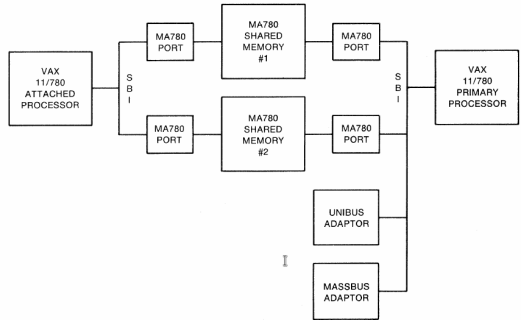 MA780
PORT
MA780
SHARED
MEMORY
#1
MA780
PORT
VAX
11/780
ATTACHED
PROCESSOR
S
B
I
S
B
I
VAX
11/780
PRIMARY
PROCESSOR
MA780
PORT
MA780
SHARED
MEMORY
#2
MA780
PORT
UNIBUS
ADAPTOR
MASSBUS
ADAPTOR